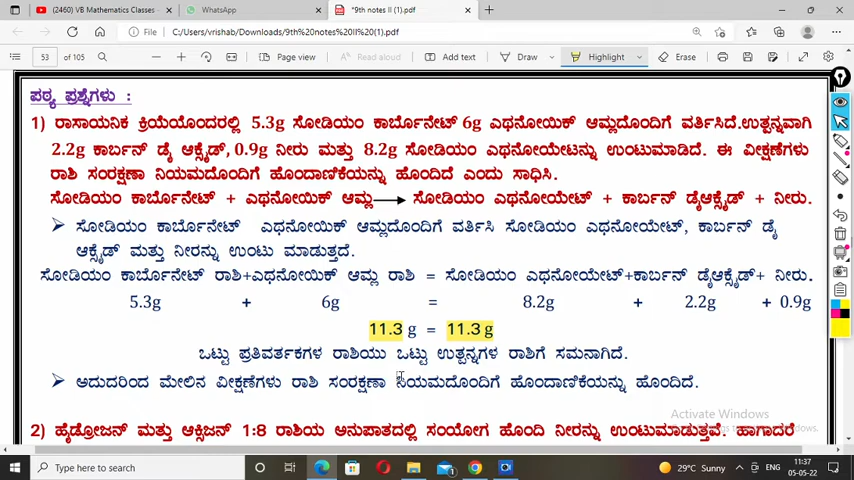 (2460) VB Mathematics Classes
WhatsApp
*9th notes II (1).pdf
File
C:/Users/vrishab/Downloads/9th%20notes%20II%20(1).pdf
53 of 105
Page view
Read aloud
Add text
Draw
Highlight
Erase
ಪಠ್ಯ ಪ್ರಶ್ನೆಗಳು :
1) ರಾಸಾಯನಿಕ ಕ್ರಿಯೆಯೊಂದರಲ್ಲಿ 5.3g ಸೋಡಿಯಂ ಕಾರ್ಬೊನೇಟ್ 6g ಎಥನೋಯಿಕ್ ಆಮ್ಲದೊಂದಿಗೆ ವರ್ತಿಸಿದೆ.ಉತ್ಪನ್ನವಾಗಿ
2.2g ಕಾರ್ಬನ್ ಡೈ ಆಕ್ಸೈಡ್, 0.9g ನೀರು ಮತ್ತು 8.2g ಸೋಡಿಯಂ ಎಥನೋಯೇಟನ್ನು ಉಂಟುಮಾಡಿದೆ. ಈ ವೀಕ್ಷಣೆಗಳು
ರಾಶಿ ಸಂರಕ್ಷಣಾ ನಿಯಮದೊಂದಿಗೆ ಹೊಂದಾಣಿಕೆಯನ್ನು ಹೊಂದಿದೆ ಎಂದು ಸಾಧಿಸಿ.
ಸೋಡಿಯಂ ಕಾರ್ಬೊನೇಟ್ + ಎಥನೋಯಿಕ್ ಆಮ್ಲ ⟶ ಸೋಡಿಯಂ ಎಥನೋಯೇಟ್ + ಕಾರ್ಬನ್ ಡೈಆಕ್ಸೈಡ್ + ನೀರು.
➢ ಸೋಡಿಯಂ ಕಾರ್ಬೊನೇಟ್ ಎಥನೋಯಿಕ್ ಆಮ್ಲದೊಂದಿಗೆ ವರ್ತಿಸಿ ಸೋಡಿಯಂ ಎಥನೋಯೇಟ್, ಕಾರ್ಬನ್ ಡೈ
ಆಕ್ಸೈಡ್ ಮತ್ತು ನೀರನ್ನು ಉಂಟು ಮಾಡುತ್ತದೆ.
ಸೋಡಿಯಂ ಕಾರ್ಬೊನೇಟ್ ರಾಶಿ+ಎಥನೋಯಿಕ್ ಆಮ್ಲ ರಾಶಿ = ಸೋಡಿಯಂ ಎಥನೋಯೇಟ್+ಕಾರ್ಬನ್ ಡೈಆಕ್ಸೈಡ್+ ನೀರು.
5.3g + 6g = 8.2g + 2.2g + 0.9g
11.3 g = 11.3 g
ಒಟ್ಟು ಪ್ರತಿವರ್ತಕಗಳ ರಾಶಿಯು ಒಟ್ಟು ಉತ್ಪನ್ನಗಳ ರಾಶಿಗೆ ಸಮನಾಗಿದೆ.
➢ ಆದುದರಿಂದ ಮೇಲಿನ ವೀಕ್ಷಣೆಗಳು ರಾಶಿ ಸಂರಕ್ಷಣಾ ನಿಯಮದೊಂದಿಗೆ ಹೊಂದಾಣಿಕೆಯನ್ನು ಹೊಂದಿದೆ.
Activate Windows
2) ಹೈಡ್ರೋಜನ್ ಮತ್ತು ಆಕ್ಸಿಜನ್ 1:8 ರಾಶಿಯ ಅನುಪಾತದಲ್ಲಿ ಸಂಯೋಗ ಹೊಂದಿ ನೀರನ್ನು ಉಂಟುಮಾಡುತ್ತವೆ. ಹಾಗಾದರೆ
Type here to search
29°C Sunny
ENG
11:37
05-05-22